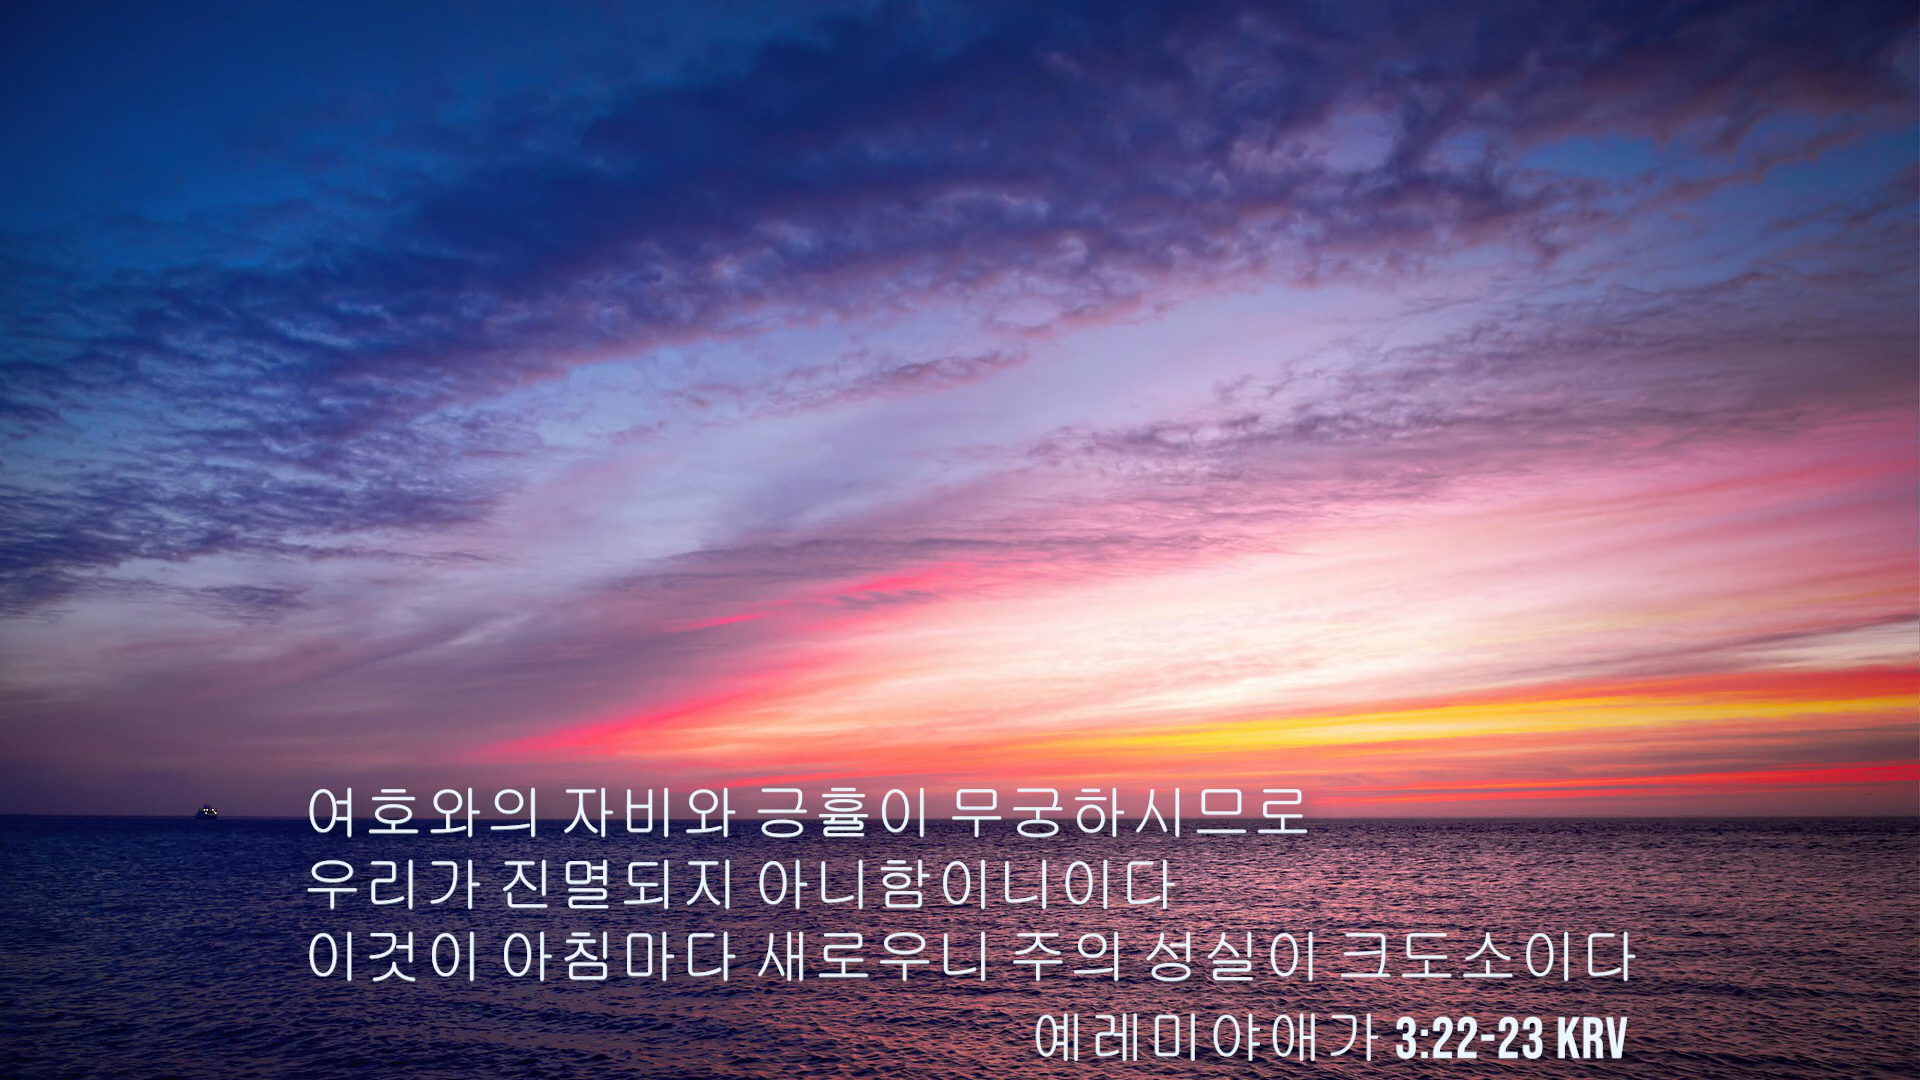 여호와의 자비와 긍휼이 무궁하시므로
우리가 진멸되지 아니함이니이다
이것이 아침마다 새로우니 주의 성실이 크도소이다
예레미야애가 3:22-23 KRV